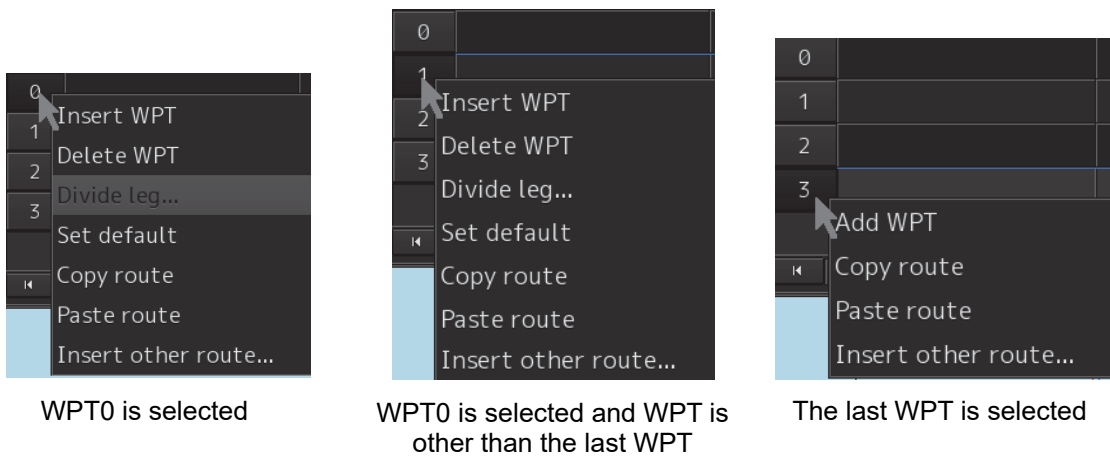 0
1
2
3
Insert WPT
Delete WPT
Divide leg...
Set default
Copy route
Paste route
Insert other route...
WPT0 is selected
0
1
2
3
Insert WPT
Delete WPT
Divide leg...
Set default
Copy route
Paste route
Insert other route...
WPT0 is selected and WPT is
other than the last WPT
0
1
2
3
Add WPT
Copy route
Paste route
Insert other route...
The last WPT is selected